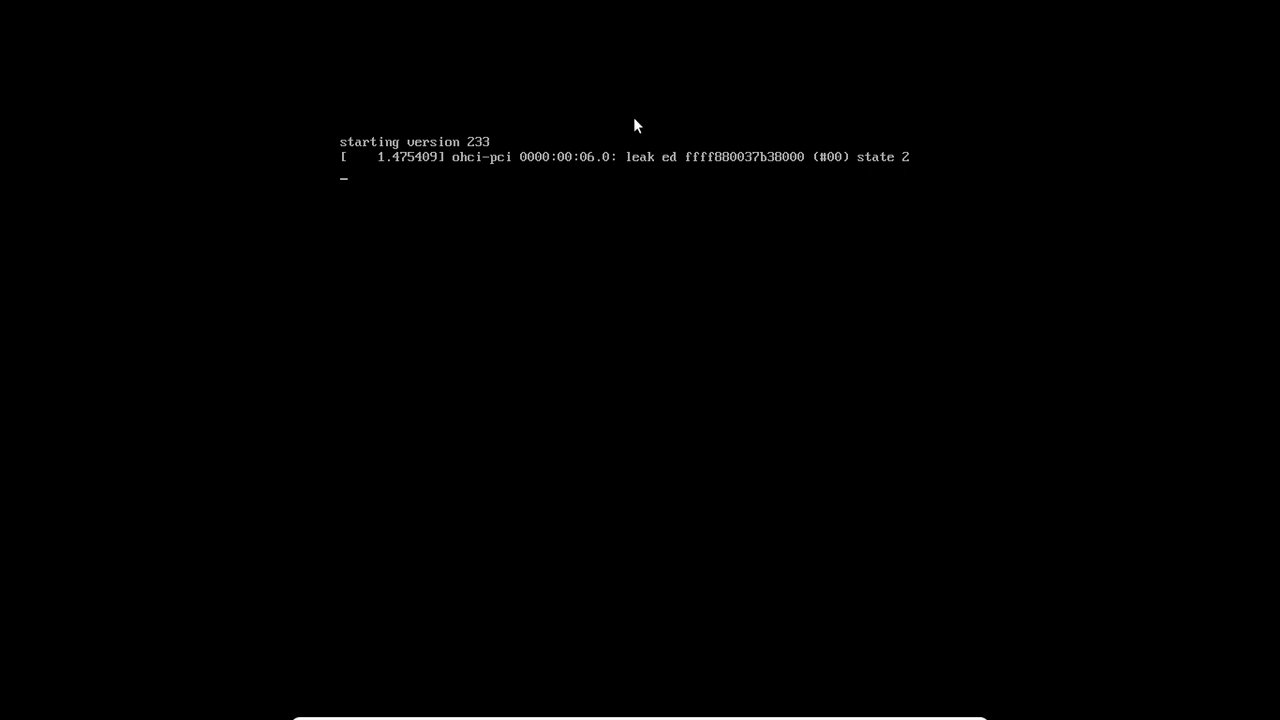 starting version 233
[    1.475409] ohci-pci 0000:00:06.0: leak ed ffff880037b38000 (#00) state 2
_